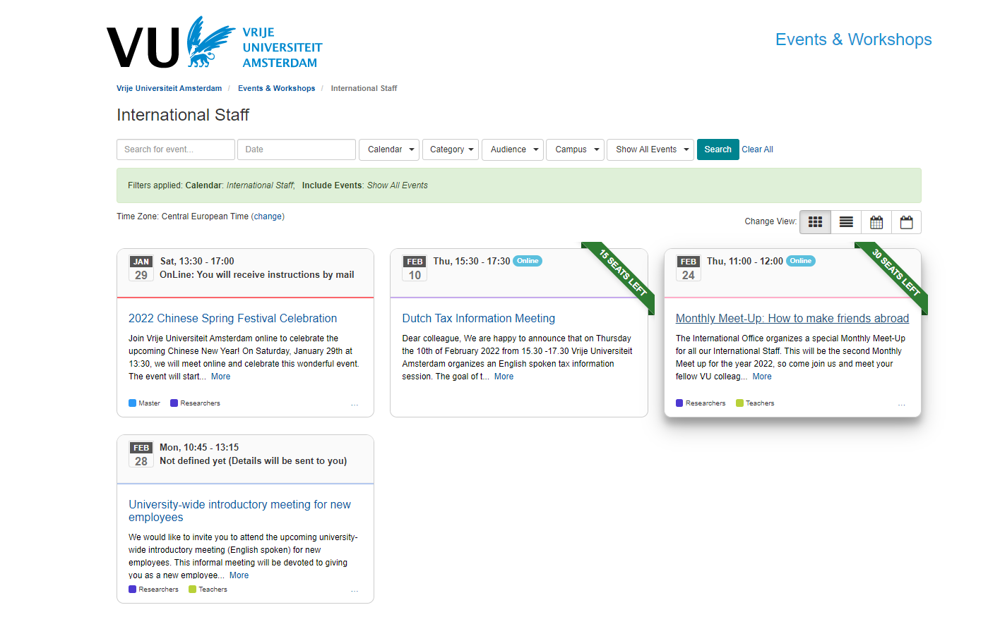 VU VRIJE
UNIVERSITEIT
AMSTERDAM
Events & Workshops
Vrije Universiteit Amsterdam / Events & Workshops / International Staff
International Staff
Search for event... Date Calendar Category Audience Campus Show All Events Search Clear All
Filters applied: Calendar: International Staff; Include Events: Show All Events
Time Zone: Central European Time (change)
Change View:
JAN
29
Sat, 13:30 - 17:00
OnLine: You will receive instructions by mail
2022 Chinese Spring Festival Celebration
Join Vrije Universiteit Amsterdam online to celebrate the
upcoming Chinese New Year! On Saturday, January 29th at
13:30, we will meet online and celebrate this wonderful event.
The event will start... More
Master Researchers ...
FEB
10
Thu, 15:30 - 17:30 Online
15 SEATS LEFT
Dutch Tax Information Meeting
Dear colleague, We are happy to announce that on Thursday
the 10th of February 2022 from 15.30 -17.30 Vrije Universiteit
Amsterdam organizes an English spoken tax information
session. The goal of t... More
FEB
24
Thu, 11:00 - 12:00 Online
30 SEATS LEFT
Monthly Meet-Up: How to make friends abroad
The International Office organizes a special Monthly Meet-Up
for all our International Staff. This will be the second Monthly
Meet up for the year 2022, so come join us and meet your
fellow VU colleag... More
Researchers Teachers ...
FEB
28
Mon, 10:45 - 13:15
Not defined yet (Details will be sent to you)
University-wide introductory meeting for new
employees
We would like to invite you to attend the upcoming university-
wide introductory meeting (English spoken) for new
employees. This informal meeting will be devoted to giving
you as a new employee... More
Researchers Teachers ...